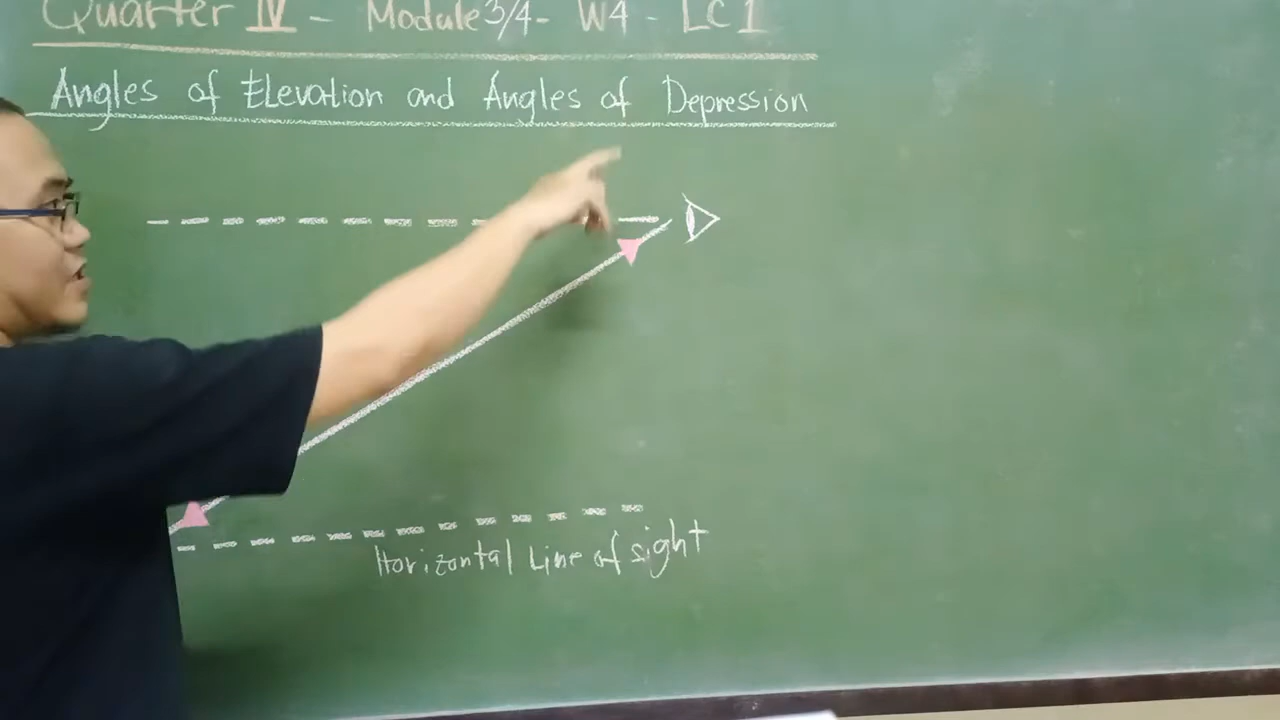 Quarter IV - Module 3/4 - W4 - LC 1
Angles of Elevation and Angles of Depression
Horizontal Line of sight